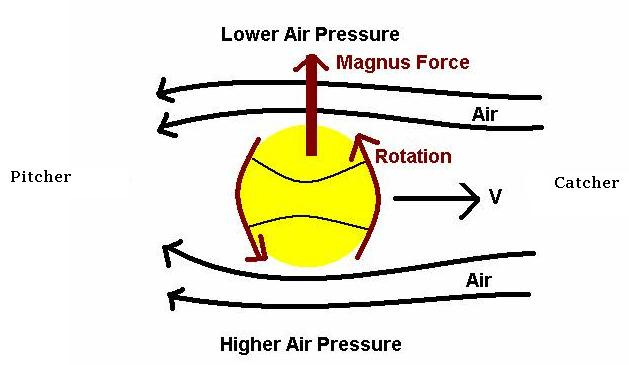 Lower Air Pressure
Magnus Force
Air
Rotation
Pitcher
V
Catcher
Air
Higher Air Pressure